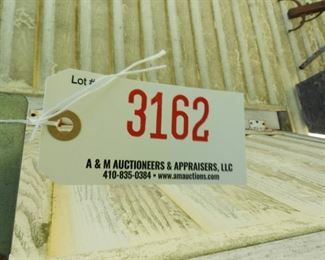 Lot #
3162
A & M AUCTIONEERS & APPRAISERS, LLC
410-835-0384 • www.amauctions.com